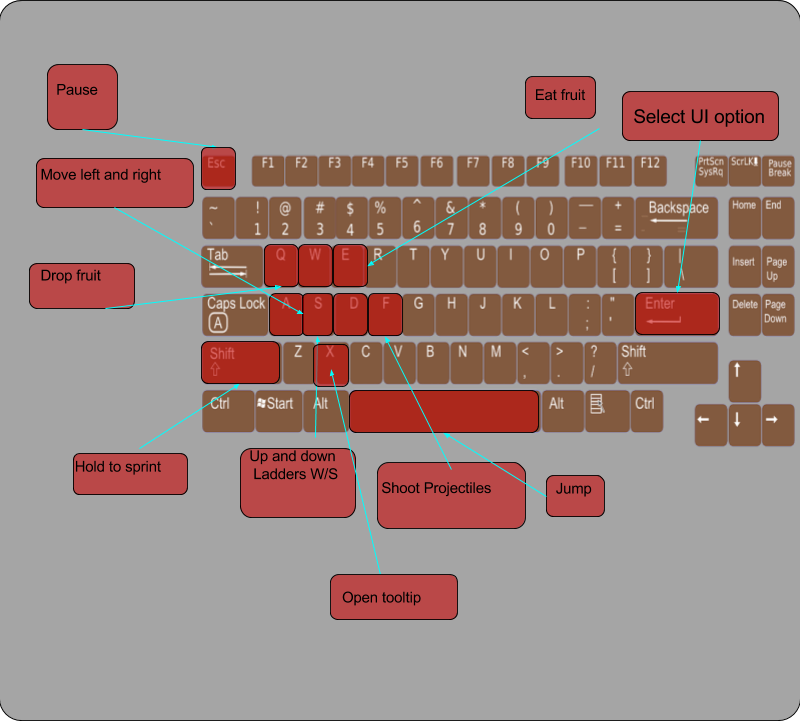 Pause
Eat fruit
Select UI option
Esc F1 F2 F3 F4 F5 F6 F7 F8 F9 F10 F11 F12 PrtScn SysRq ScrLK Pause Break
Move left and right
~ ` ! 1 @ 2 # 3 $ 4 % 5 ^ 6 & 7 * 8 ( 9 ) 0 — – + = Backspace Home End
Tab Q W E R T Y U I O P { [ } ] | \ Insert Page Up
Drop fruit
Caps Lock A A S D F G H J K L : ; " ' Enter Delete Page Down
Shift Z X C V B N M < , > . ? / Shift
Ctrl Start Alt Alt Ctrl
Hold to sprint
Up and down
Ladders W/S
Shoot Projectiles
Jump
Open tooltip